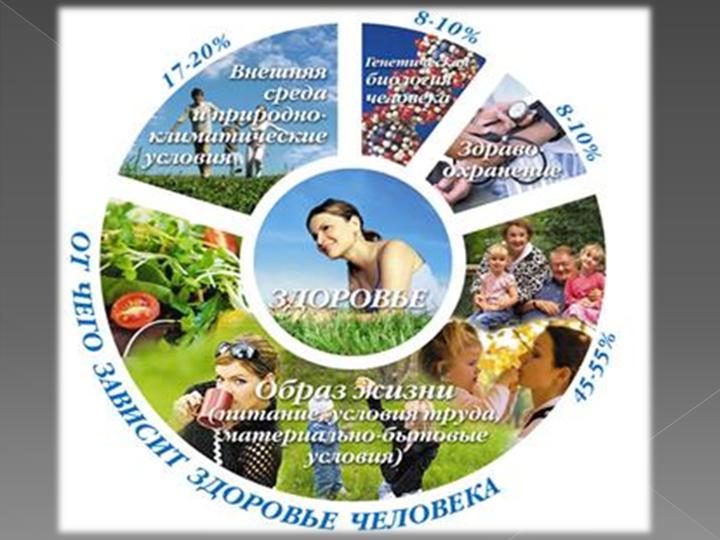 17-20%
Внешняя
среда
и природно-
климатические
условия
8-10%
Генетическая
биология
человека
8-10%
Здраво-
охранение
ЗДОРОВЬЕ
45-55%
Образ жизни
(питание, условия труда,
материально-бытовые
условия)
ОТ ЧЕГО ЗАВИСИТ ЗДОРОВЬЕ ЧЕЛОВЕКА